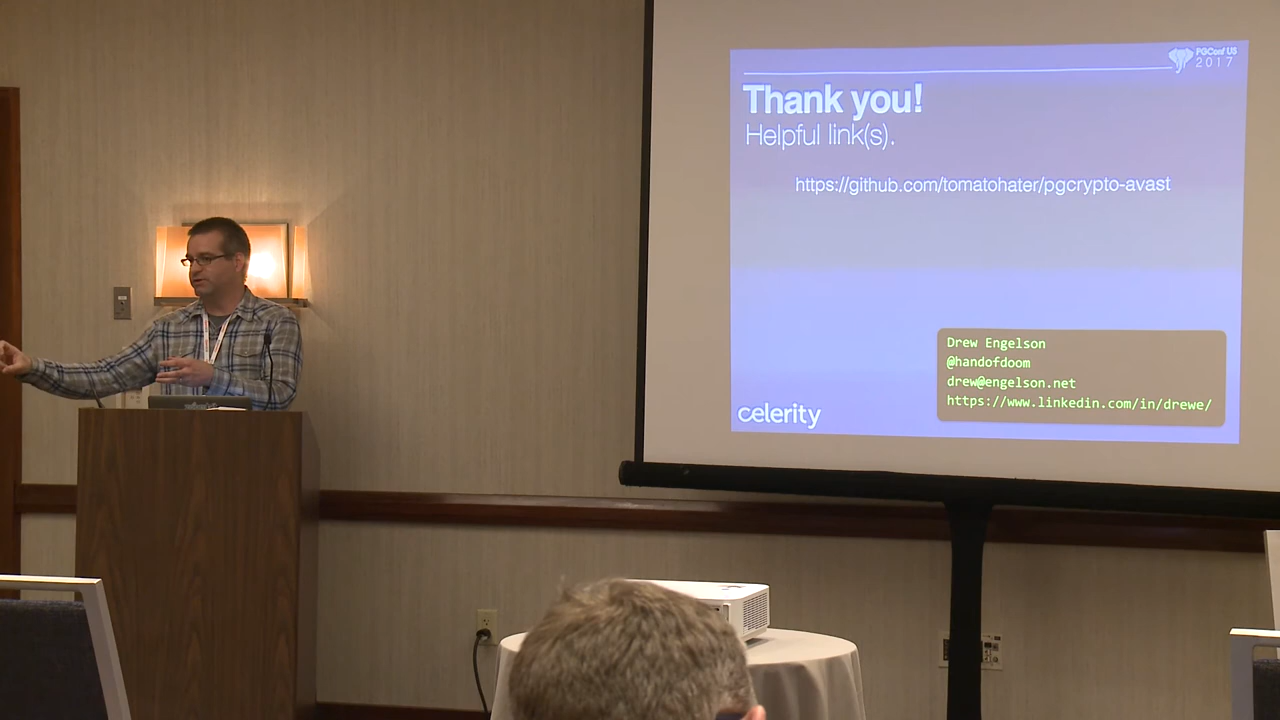 PGConf US
2017
Thank you!
Helpful link(s).
https://github.com/tomatohater/pgcrypto-avast
Drew Engelson
@handofdoom
drew@engelson.net
https://www.linkedin.com/in/drewe/
celerity